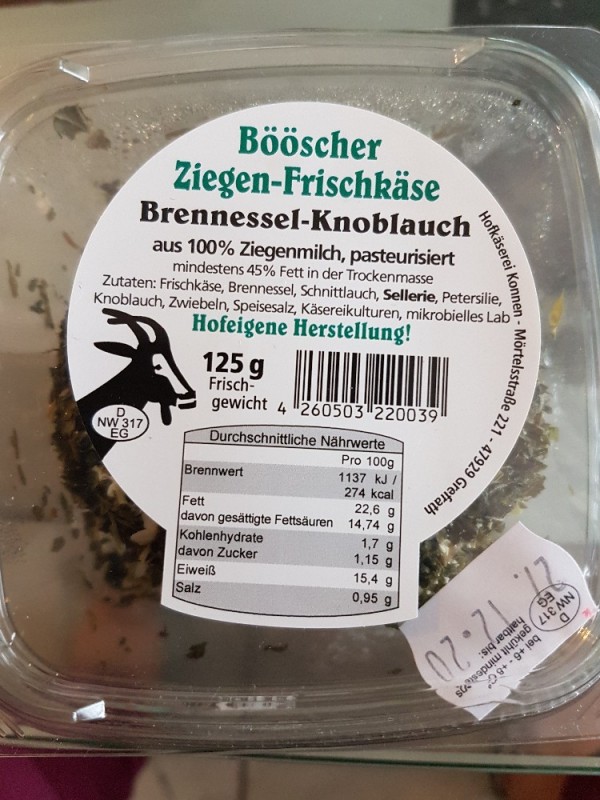 Bööscher
Ziegen-Frischkäse
Brennessel-Knoblauch
aus 100% Ziegenmilch, pasteurisiert
mindestens 45% Fett in der Trockenmasse
Zutaten: Frischkäse, Brennessel, Schnittlauch, Sellerie, Petersilie,
Knoblauch, Zwiebeln, Speisesalz, Käsereikulturen, mikrobielles Lab
Hofeigene Herstellung!
Hofkäserei Konnen - Mörtelsstraße 221 - 47929 Grefrath
125 g
Frisch-
gewicht
4 260503 220039
D
NW 317
EG
Durchschnittliche Nährwerte
Pro 100g
Brennwert 1137 kJ /
274 kcal
Fett 22,6 g
davon gesättigte Fettsäuren 14,74 g
Kohlenhydrate 1,7 g
davon Zucker 1,15 g
Eiweiß 15,4 g
Salz 0,95 g
D
NW 317
EG
gekühlt mindestens
haltbar bis:
12.20